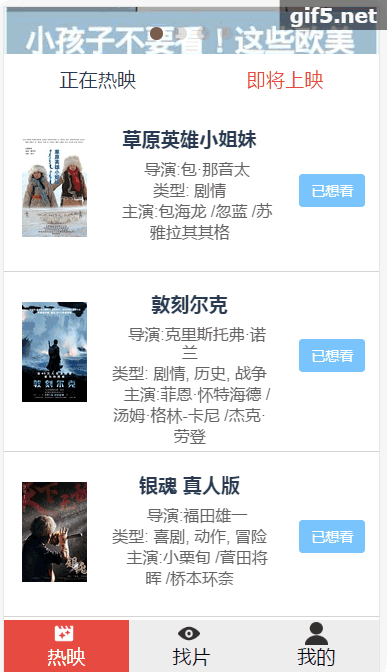 gif5.net
小孩子不要看！这些欧美
正在热映
即将上映
草原英雄小姐妹
导演:包·那音太
类型: 剧情
主演:包海龙 /忽蓝 /苏
雅拉其其格
已想看
敦刻尔克
导演:克里斯托弗·诺
兰
类型: 剧情, 历史, 战争
主演:菲恩·怀特海德 /
汤姆·格林-卡尼 /杰克·
劳登
已想看
敦刻尔克
银魂 真人版
导演:福田雄一
类型: 喜剧, 动作, 冒险
主演:小栗旬 /菅田将
晖 /桥本环奈
已想看
热映
找片
我的